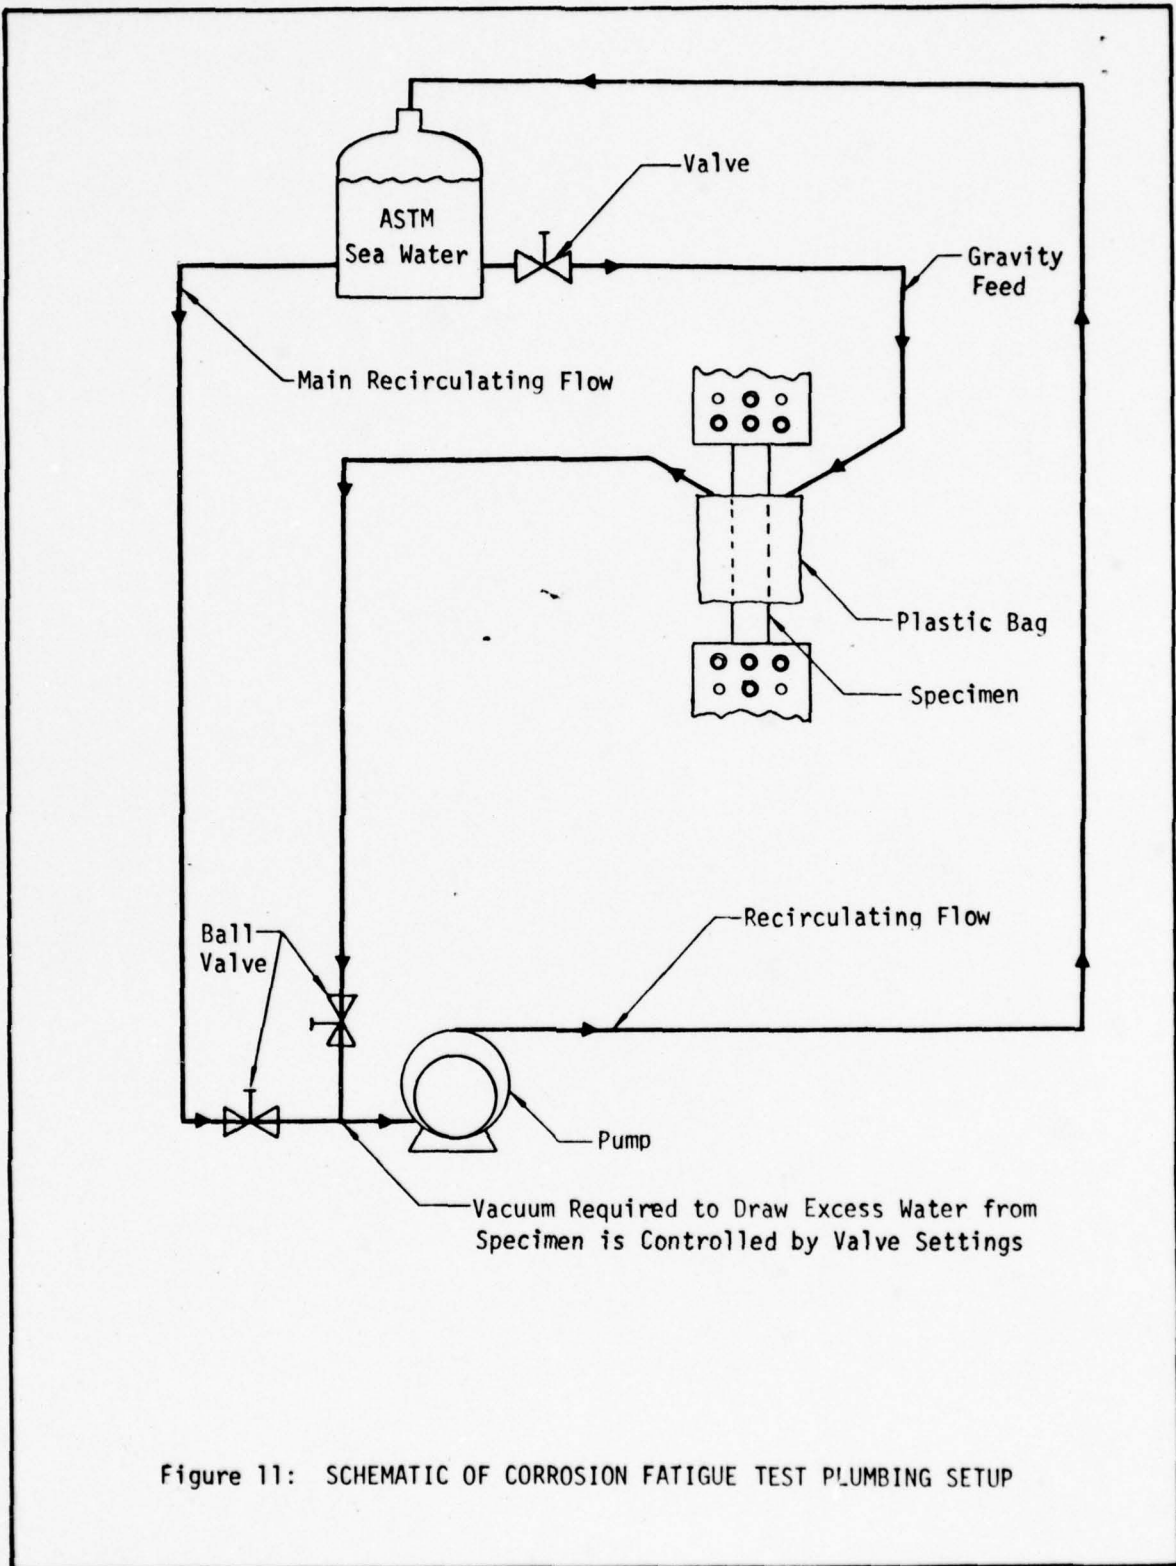 Valve
ASTM
Sea Water
Gravity
Feed
Main Recirculating Flow
Plastic Bag
Specimen
Recirculating Flow
Ball
Valve
Pump
Vacuum Required to Draw Excess Water from
Specimen is Controlled by Valve Settings
Figure 11: SCHEMATIC OF CORROSION FATIGUE TEST PLUMBING SETUP